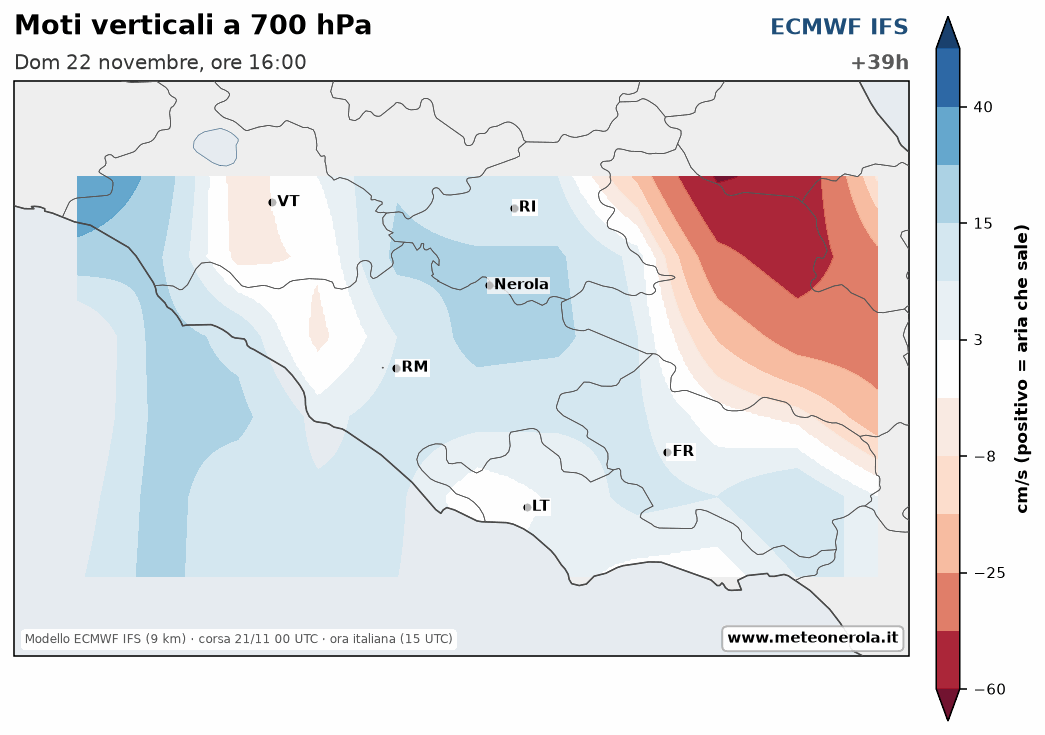 Moti verticali a 700 hPa
ECMWF IFS
Dom 22 novembre, ore 16:00
+39h
40
15
3
−8
−25
−60
cm/s (positivo = aria che sale)
VT
RI
Nerola
RM
FR
LT
Modello ECMWF IFS (9 km) · corsa 21/11 00 UTC · ora italiana (15 UTC)
www.meteonerola.it